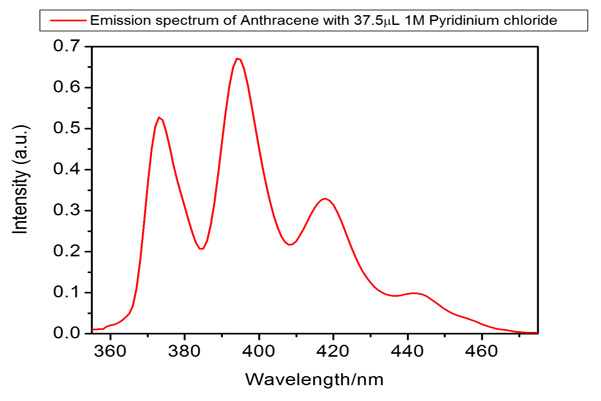 Emission spectrum of Anthracene with 37.5μL 1M Pyridinium chloride
0.7
0.6
0.5
0.4
0.3
0.2
0.1
0.0
Intensity (a.u.)
360 380 400 420 440 460
Wavelength/nm